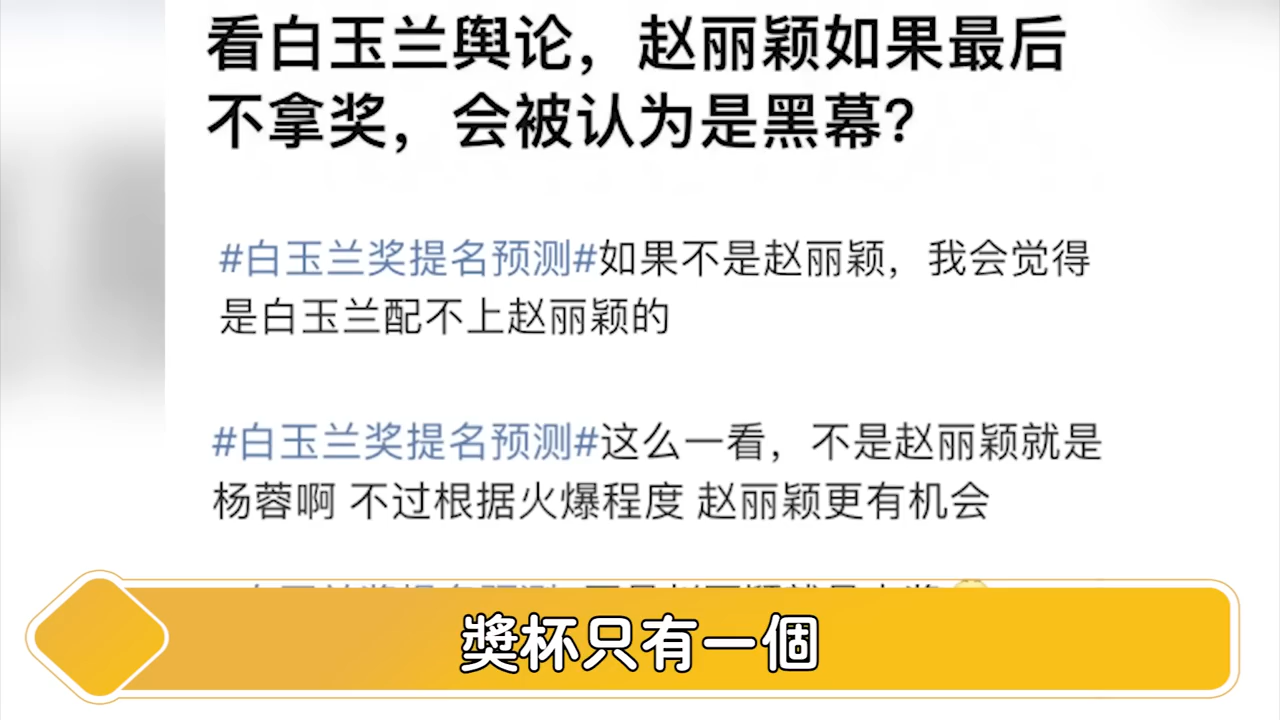 看白玉兰舆论，赵丽颖如果最后
不拿奖，会被认为是黑幕？
#白玉兰奖提名预测#如果不是赵丽颖，我会觉得
是白玉兰配不上赵丽颖的
#白玉兰奖提名预测#这么一看，不是赵丽颖就是
杨蓉啊 不过根据火爆程度 赵丽颖更有机会
獎杯只有一個